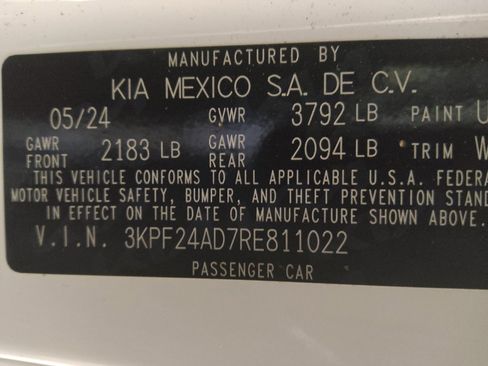 MANUFACTURED BY
KIA MEXICO S.A. DE C.V.
05/24 GVWR 3792 LB PAINT
GAWR FRONT 2183 LB GAWR REAR 2094 LB TRIM
THIS VEHICLE CONFORMS TO ALL APPLICABLE U.S.A. FEDERA
MOTOR VEHICLE SAFETY, BUMPER, AND THEFT PREVENTION STAND
IN EFFECT ON THE DATE OF MANUFACTURE SHOWN ABOVE.
V.I.N. 3KPF24AD7RE811022
PASSENGER CAR